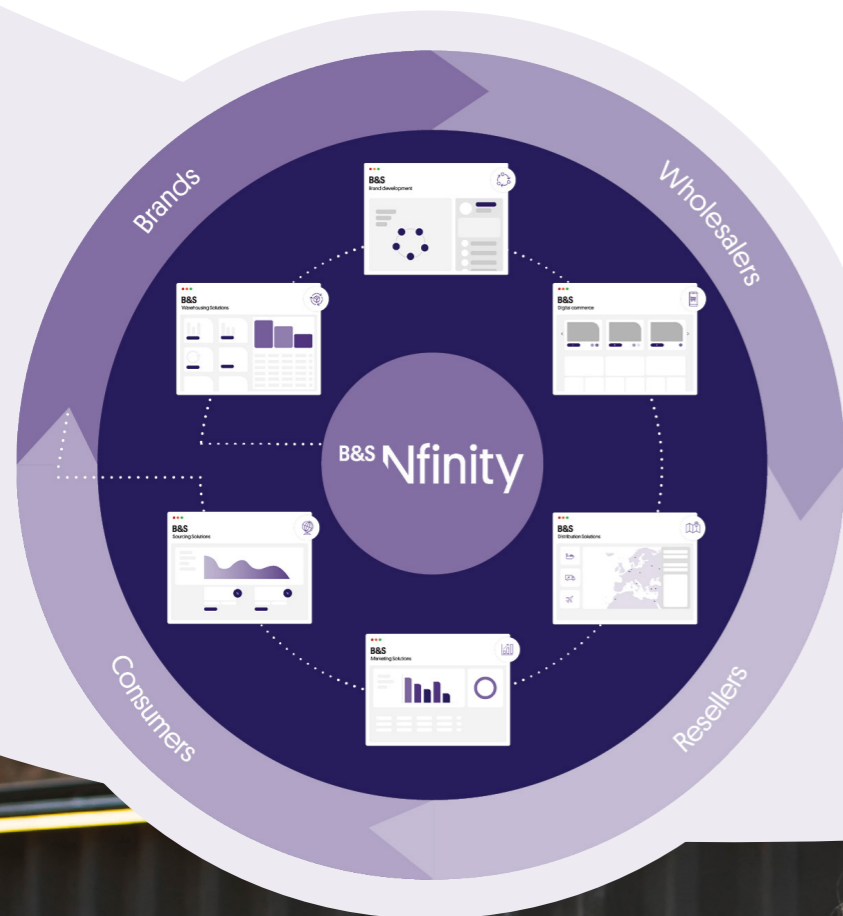 Brands
Wholesalers
B&S
Brand development
B&S
Warehousing Solutions
B&S
Digital commerce
B&S Nfinity
B&S
Sourcing Solutions
B&S
Distribution Solutions
B&S
Marketing Solutions
Consumers
Resellers